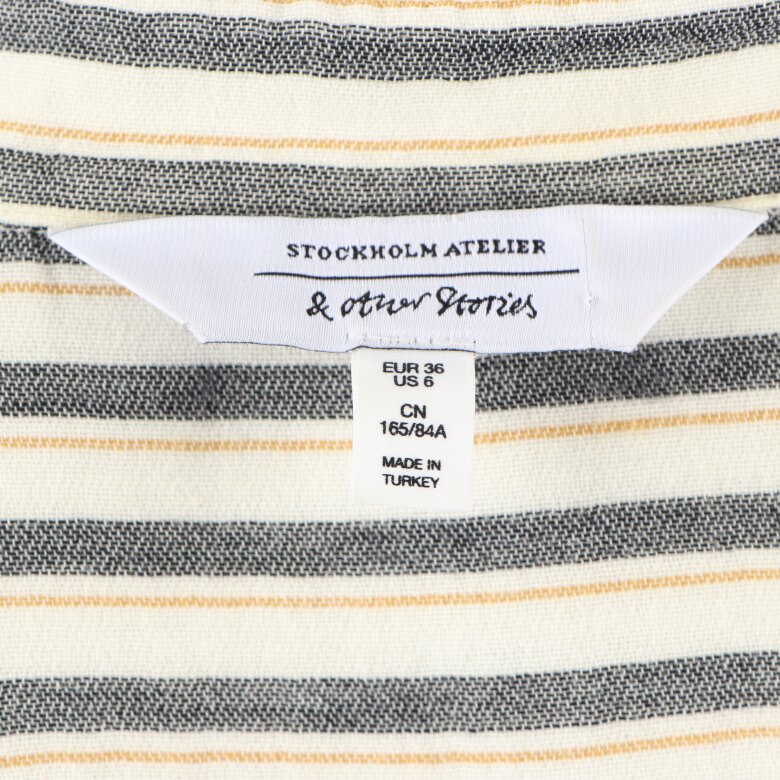 STOCKHOLM ATELIER
& other Stories
EUR 36
US 6
CN
165/84A
MADE IN
TURKEY